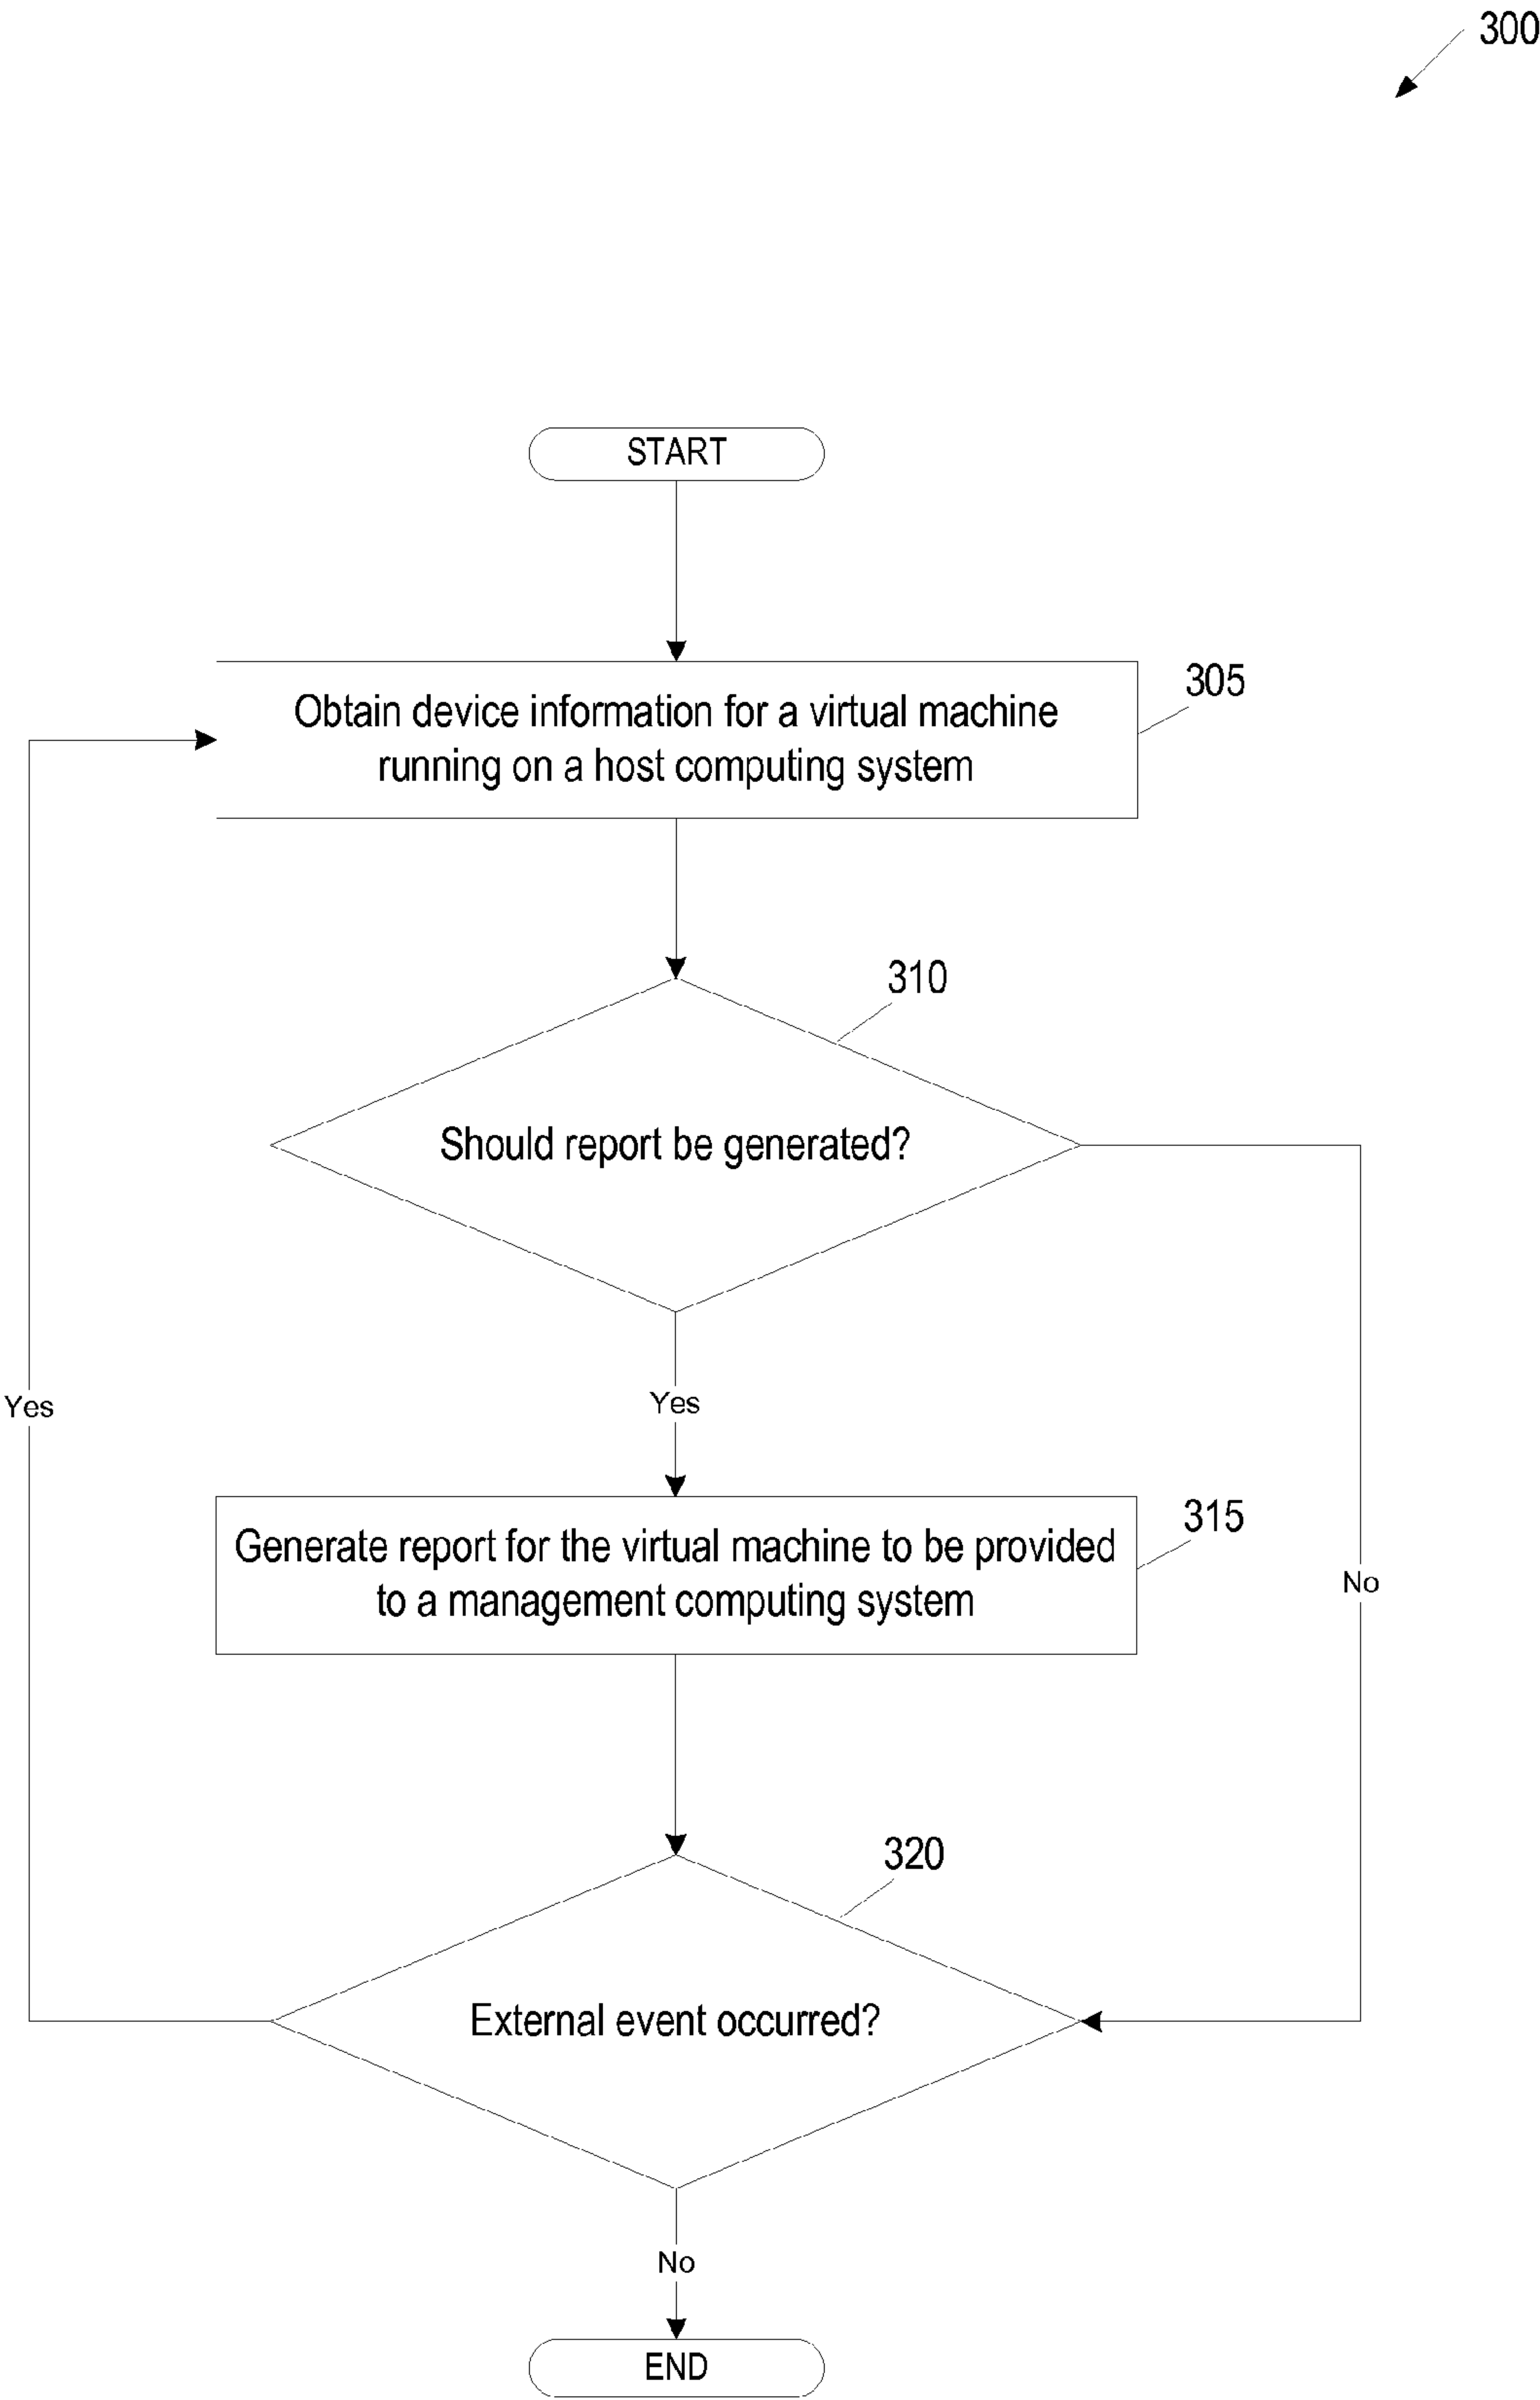 300
START
Obtain device information for a virtual machine
running on a host computing system
305
310
Should report be generated?
Yes
Yes
Generate report for the virtual machine to be provided
to a management computing system
315
No
320
External event occurred?
No
END